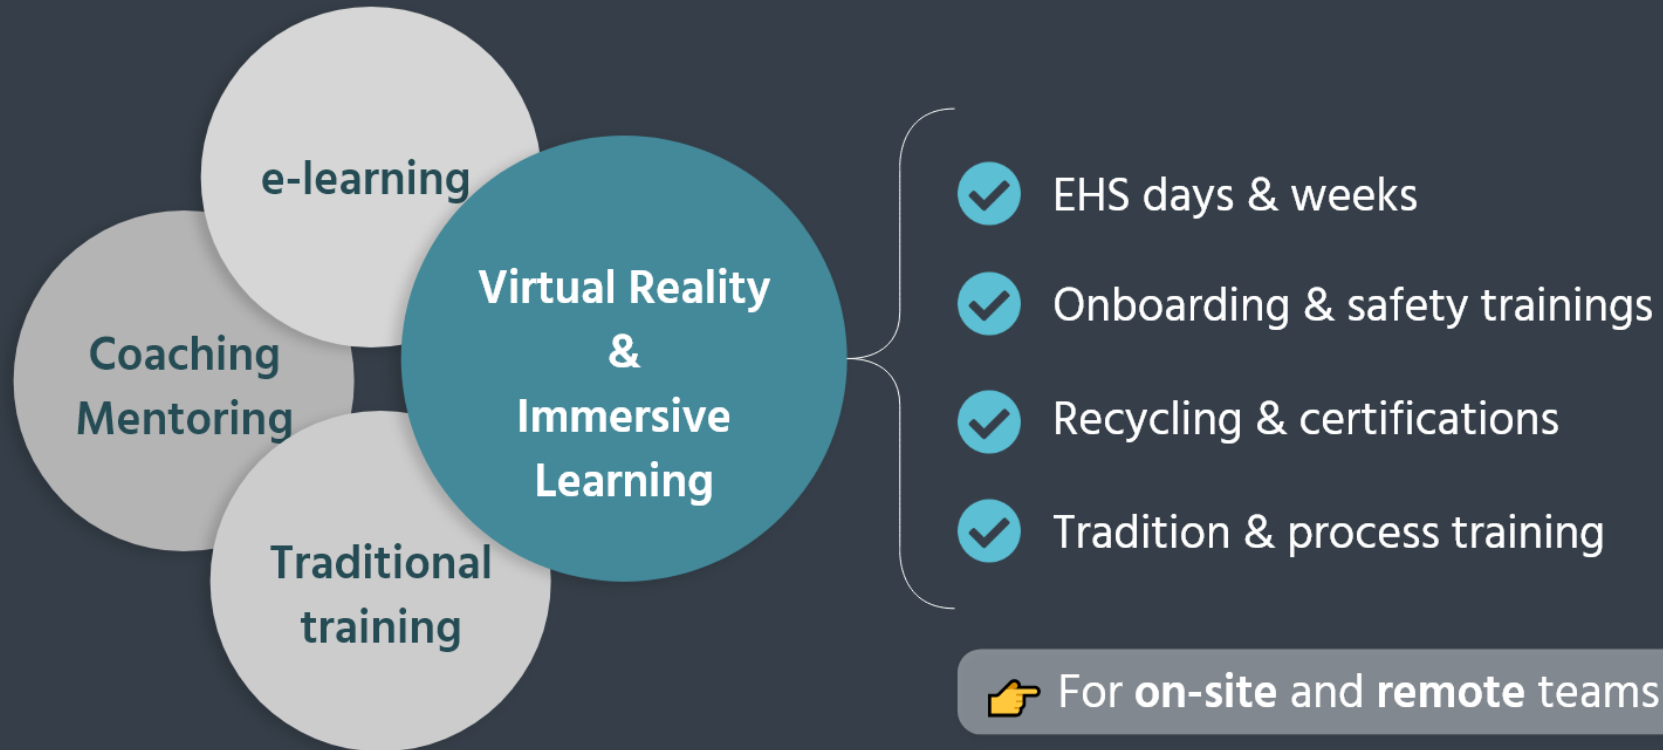 e-learning
Coaching
Mentoring
Traditional
training
Virtual Reality
&
Immersive
Learning
EHS days & weeks
Onboarding & safety trainings
Recycling & certifications
Tradition & process training
For on-site and remote teams